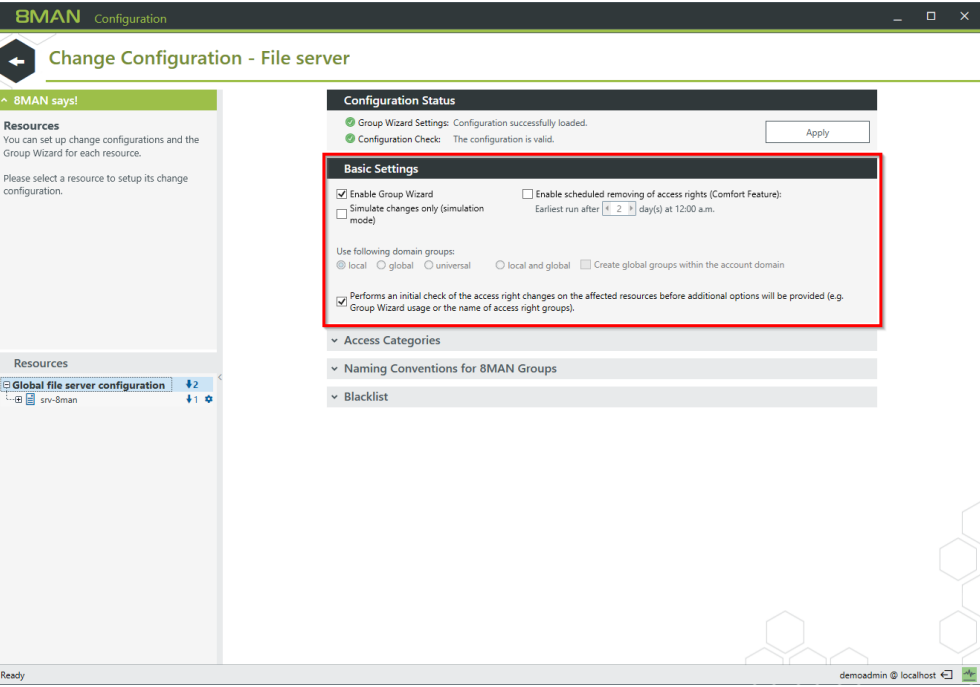 8MAN Configuration
Change Configuration - File server
8MAN says!
Resources
You can set up change configurations and the
Group Wizard for each resource.
Please select a resource to setup its change
configuration.
Resources
Global file server configuration 2
srv-8man 1
Configuration Status
Group Wizard Settings: Configuration successfully loaded.
Configuration Check: The configuration is valid.
Apply
Basic Settings
Enable Group Wizard
Simulate changes only (simulation
mode)
Enable scheduled removing of access rights (Comfort Feature):
Earliest run after 2 day(s) at 12:00 a.m.
Use following domain groups:
local global universal local and global Create global groups within the account domain
Performs an initial check of the access right changes on the affected resources before additional options will be provided (e.g.
Group Wizard usage or the name of access right groups).
Access Categories
Naming Conventions for 8MAN Groups
Blacklist
Ready
demoadmin @ localhost